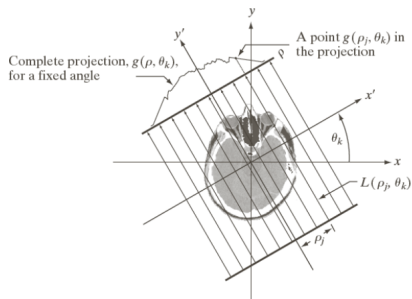 y
y′
A point g(ρj, θk) in
the projection
Complete projection, g(ρ, θk),
for a fixed angle
ρ
x′
θk
x
L(ρj, θk)
ρj